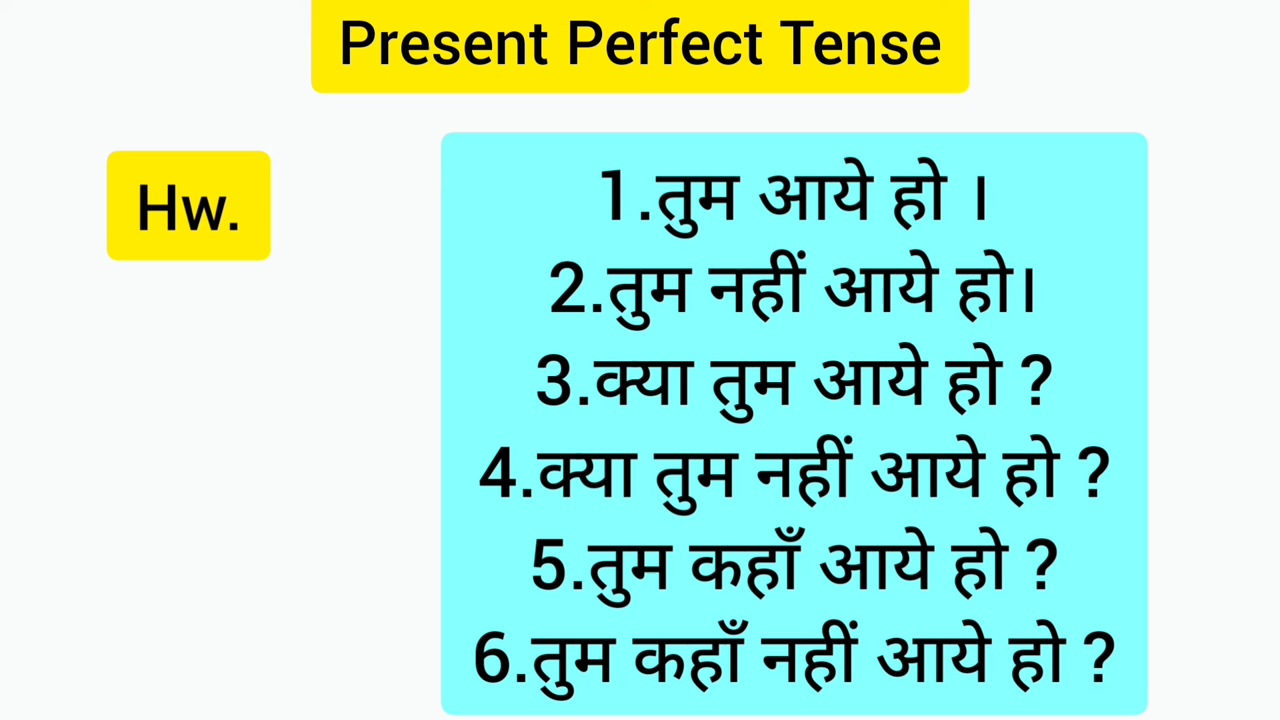 Present Perfect Tense
Hw.
1.तुम आये हो ।
2.तुम नहीं आये हो।
3.क्या तुम आये हो ?
4.क्या तुम नहीं आये हो ?
5.तुम कहाँ आये हो ?
6.तुम कहाँ नहीं आये हो ?